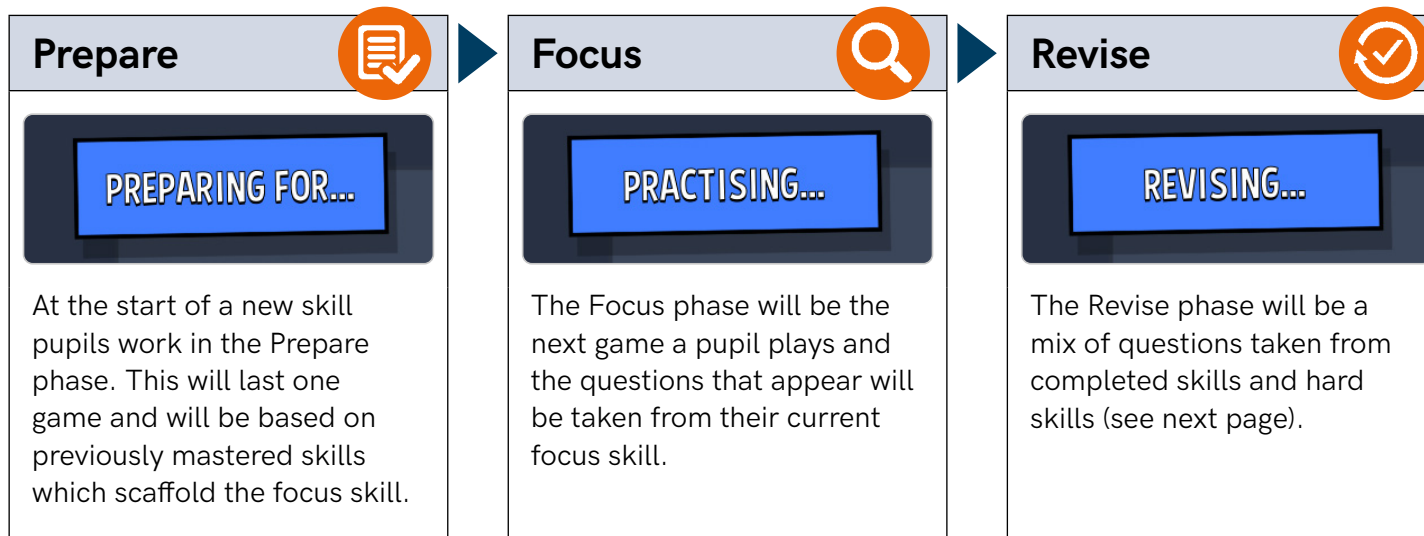 Prepare
PREPARING FOR...
At the start of a new skill
pupils work in the Prepare
phase. This will last one
game and will be based on
previously mastered skills
which scaffold the focus skill.
Focus
PRACTISING...
The Focus phase will be the
next game a pupil plays and
the questions that appear will
be taken from their current
focus skill.
Revise
REVISING...
The Revise phase will be a
mix of questions taken from
completed skills and hard
skills (see next page).